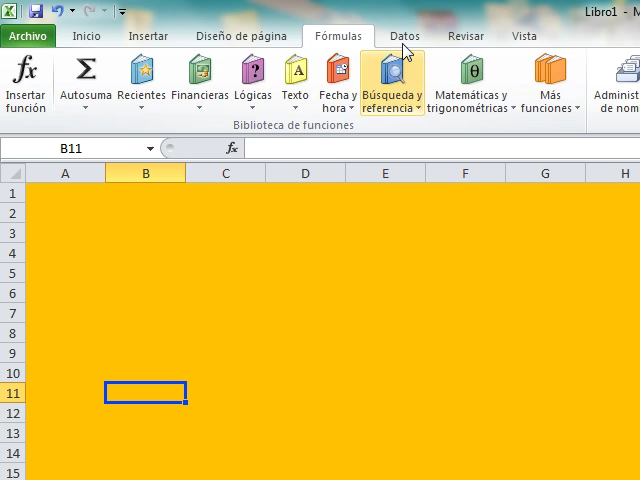 Libro1 - M
Archivo Inicio Insertar Diseño de página Fórmulas Datos Revisar Vista
fx Σ ? A θ
Insertar función Autosuma Recientes Financieras Lógicas Texto Fecha y hora Búsqueda y referencia Matemáticas y trigonométricas Más funciones Administ de nom
Biblioteca de funciones
B11 fx
A B C D E F G H
1
2
3
4
5
6
7
8
9
10
11
12
13
14
15